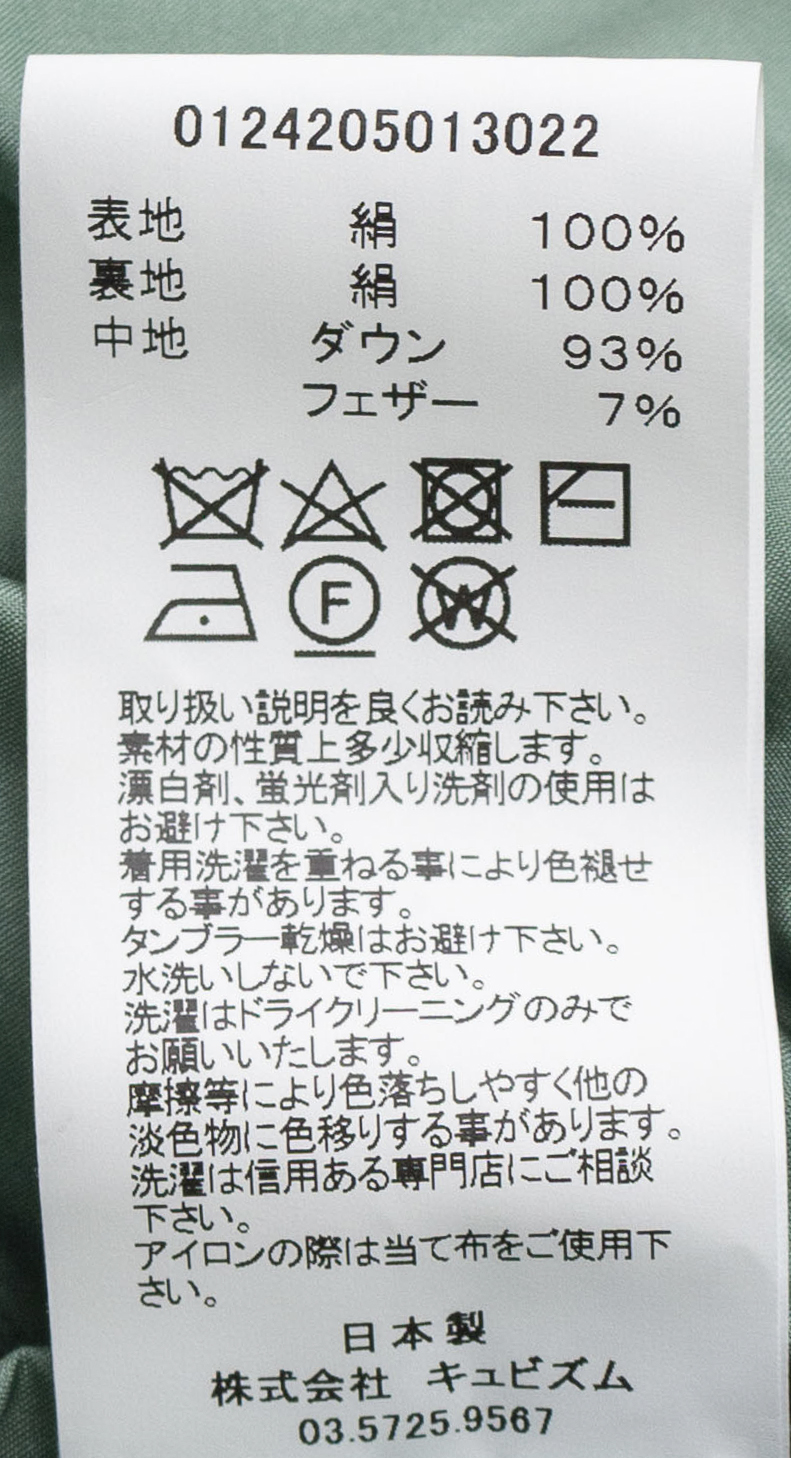 0124205013022
表地 絹 100%
裏地 絹 100%
中地 ダウン 93%
フェザー 7%
F W
取り扱い説明を良くお読み下さい。
素材の性質上多少収縮します。
漂白剤、蛍光剤入り洗剤の使用は
お避け下さい。
着用洗濯を重ねる事により色褪せ
する事があります。
タンブラー乾燥はお避け下さい。
水洗いしないで下さい。
洗濯はドライクリーニングのみで
お願いいたします。
摩擦等により色落ちしやすく他の
淡色物に色移りする事があります。
洗濯は信用ある専門店にご相談
下さい。
アイロンの際は当て布をご使用下
さい。
日本製
株式会社 キュビズム
03.5725.9567